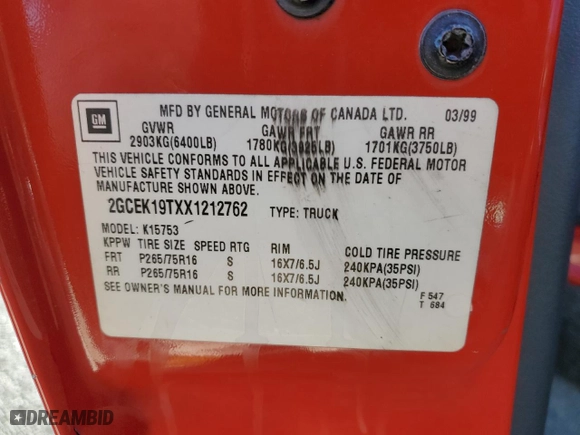 GM
MFD BY GENERAL MOTORS OF CANADA LTD. 03/99
GVWR GAWR FRT GAWR RR
2903KG(6400LB) 1780KG(3925LB) 1701KG(3750LB)
THIS VEHICLE CONFORMS TO ALL APPLICABLE U.S. FEDERAL MOTOR
VEHICLE SAFETY STANDARDS IN EFFECT ON THE DATE OF
MANUFACTURE SHOWN ABOVE.
2GCEK19TXX1212762 TYPE: TRUCK
MODEL: K15753
KPPW TIRE SIZE SPEED RTG RIM COLD TIRE PRESSURE
FRT P265/75R16 S 16X7/6.5J 240KPA(35PSI)
RR P265/75R16 S 16X7/6.5J 240KPA(35PSI)
SEE OWNER'S MANUAL FOR MORE INFORMATION.
F 547
T 684
DREAMBID